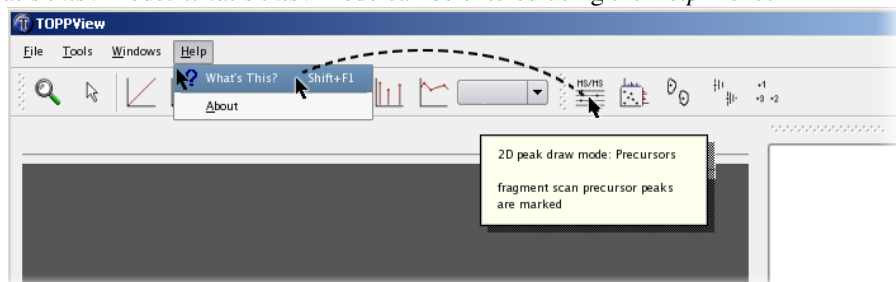 TOPPView
File Tools Windows Help
What's This? Shift+F1
About
MS/MS
+1
+3 +2
2D peak draw mode: Precursors
fragment scan precursor peaks
are marked